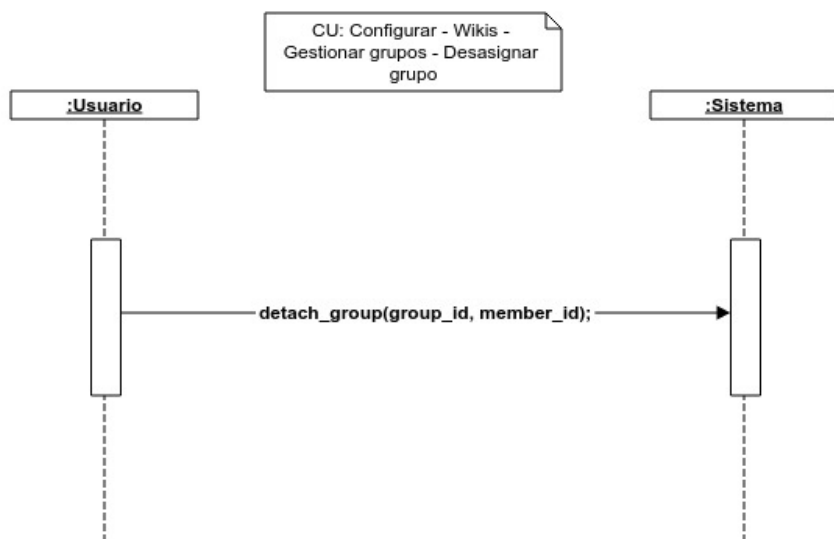 CU: Configurar - Wikis -
Gestionar grupos - Desasignar
grupo
:Usuario
:Sistema
detach_group(group_id, member_id);